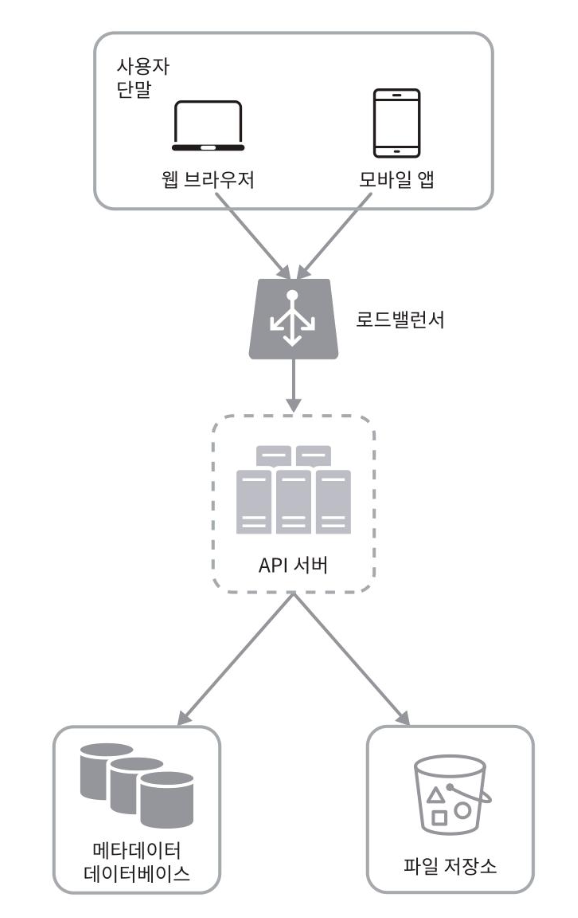 사용자
단말
웹 브라우저
모바일 앱
로드밸런서
API 서버
메타데이터
데이터베이스
파일 저장소